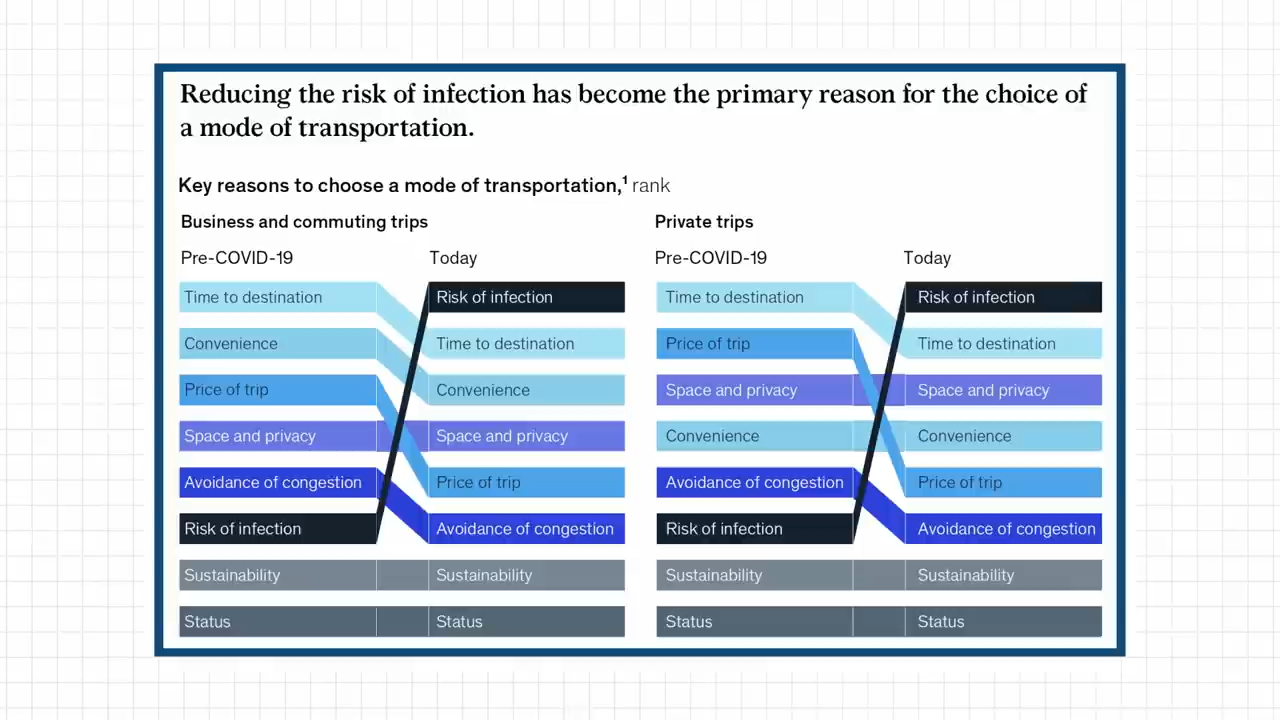 Reducing the risk of infection has become the primary reason for the choice of
a mode of transportation.
Key reasons to choose a mode of transportation,¹ rank
Business and commuting trips
Pre-COVID-19 Today
Time to destination Risk of infection
Convenience Time to destination
Price of trip Convenience
Space and privacy Space and privacy
Avoidance of congestion Price of trip
Risk of infection Avoidance of congestion
Sustainability Sustainability
Status Status
Private trips
Pre-COVID-19 Today
Time to destination Risk of infection
Price of trip Time to destination
Space and privacy Space and privacy
Convenience Convenience
Avoidance of congestion Price of trip
Risk of infection Avoidance of congestion
Sustainability Sustainability
Status Status